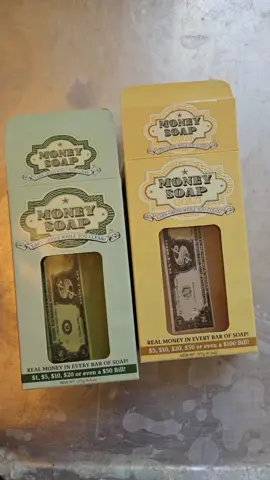 MONEY
SOAP
MONEY
SOAP
REAL MONEY IN EVERY BAR OF SOAP!
$1, $5, $10, $20 or even a $50 Bill!
MONEY
SOAP
MONEY
SOAP
REAL MONEY IN EVERY BAR OF SOAP!
$5, $10, $20, $50 or even a $100 Bill!